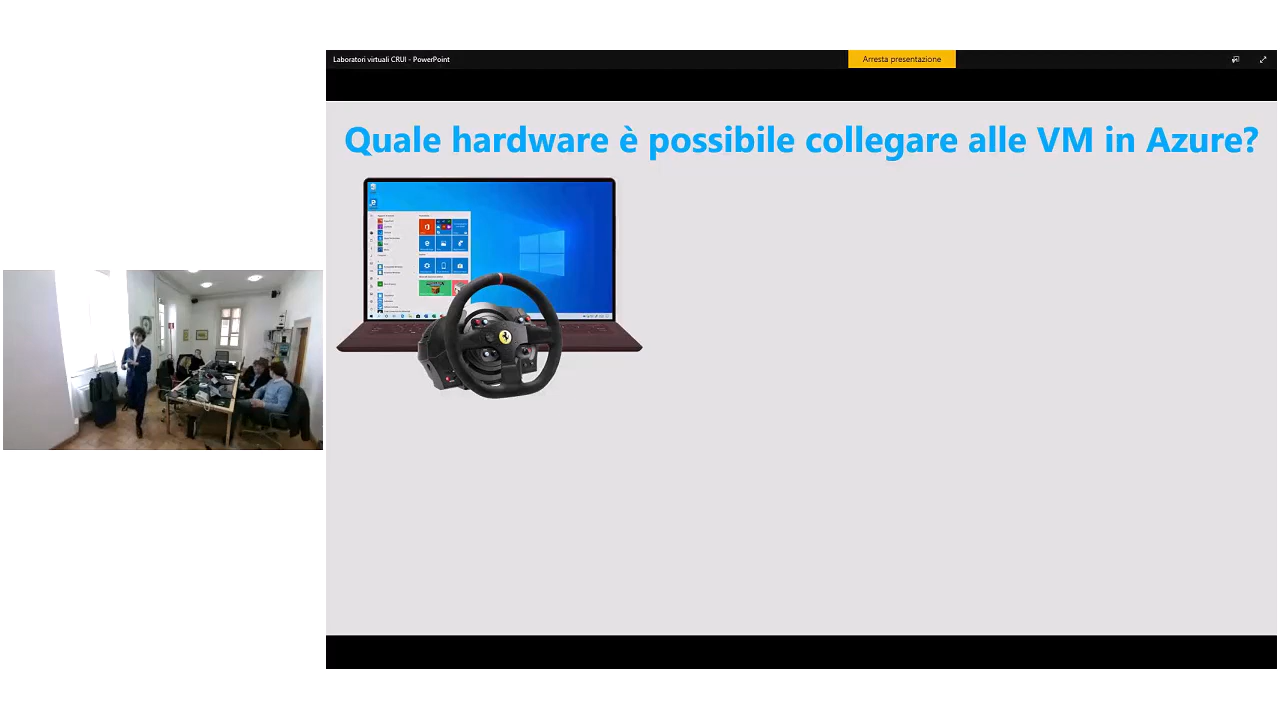 Laboratori virtuali CRUI - PowerPoint
Arresta presentazione
Quale hardware è possibile collegare alle VM in Azure?